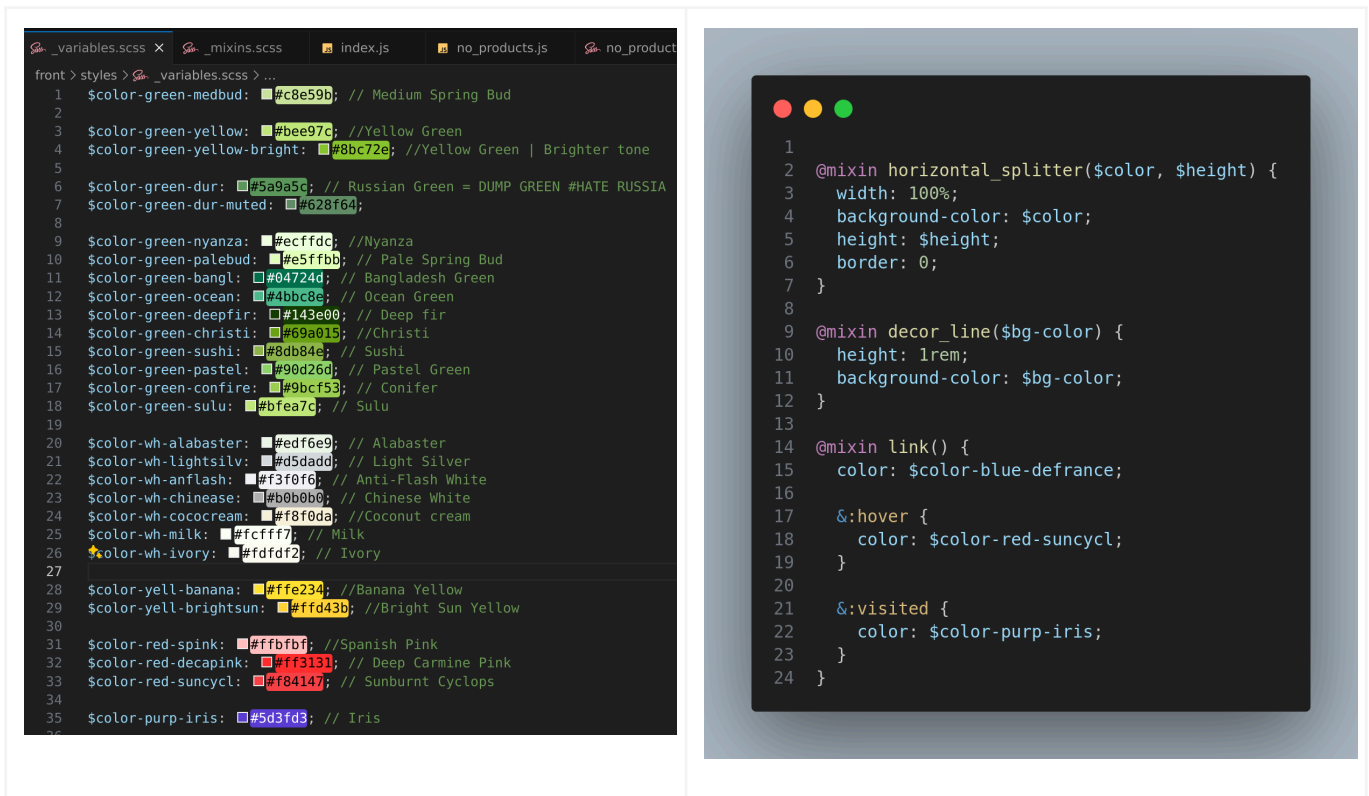 _variables.scss × _mixins.scss index.js no_products.js no_product
front > styles > _variables.scss > ...
1 $color-green-medbud: #c8e59b; // Medium Spring Bud
2
3 $color-green-yellow: #bee97c; //Yellow Green
4 $color-green-yellow-bright: #8bc72e; //Yellow Green | Brighter tone
5
6 $color-green-dur: #5a9a5c; // Russian Green = DUMP GREEN #HATE RUSSIA
7 $color-green-dur-muted: #628f64;
8
9 $color-green-nyanza: #ecffdc; //Nyanza
10 $color-green-palebud: #e5ffbb; // Pale Spring Bud
11 $color-green-bangl: #04724d; // Bangladesh Green
12 $color-green-ocean: #4bbc8e; // Ocean Green
13 $color-green-deepfir: #143e00; // Deep fir
14 $color-green-christi: #69a015; //Christi
15 $color-green-sushi: #8db84e; // Sushi
16 $color-green-pastel: #90d26d; // Pastel Green
17 $color-green-confire: #9bcf53; // Conifer
18 $color-green-sulu: #bfea7c; // Sulu
19
20 $color-wh-alabaster: #edf6e9; // Alabaster
21 $color-wh-lightsilv: #d5dadd; // Light Silver
22 $color-wh-anflash: #f3f0f6; // Anti-Flash White
23 $color-wh-chinease: #b0b0b0; // Chinese White
24 $color-wh-cococream: #f8f0da; //Coconut cream
25 $color-wh-milk: #fcfff7; // Milk
26 $color-wh-ivory: #fdfdf2; // Ivory
27
28 $color-yell-banana: #ffe234; //Banana Yellow
29 $color-yell-brightsun: #ffd43b; //Bright Sun Yellow
30
31 $color-red-spink: #ffbfbf; //Spanish Pink
32 $color-red-decapink: #ff3131; // Deep Carmine Pink
33 $color-red-suncycl: #f84147; // Sunburnt Cyclops
34
35 $color-purp-iris: #5d3fd3; // Iris
1
2 @mixin horizontal_splitter($color, $height) {
3 width: 100%;
4 background-color: $color;
5 height: $height;
6 border: 0;
7 }
8
9 @mixin decor_line($bg-color) {
10 height: 1rem;
11 background-color: $bg-color;
12 }
13
14 @mixin link() {
15 color: $color-blue-defrance;
16
17 &:hover {
18 color: $color-red-suncycl;
19 }
20
21 &:visited {
22 color: $color-purp-iris;
23 }
24 }